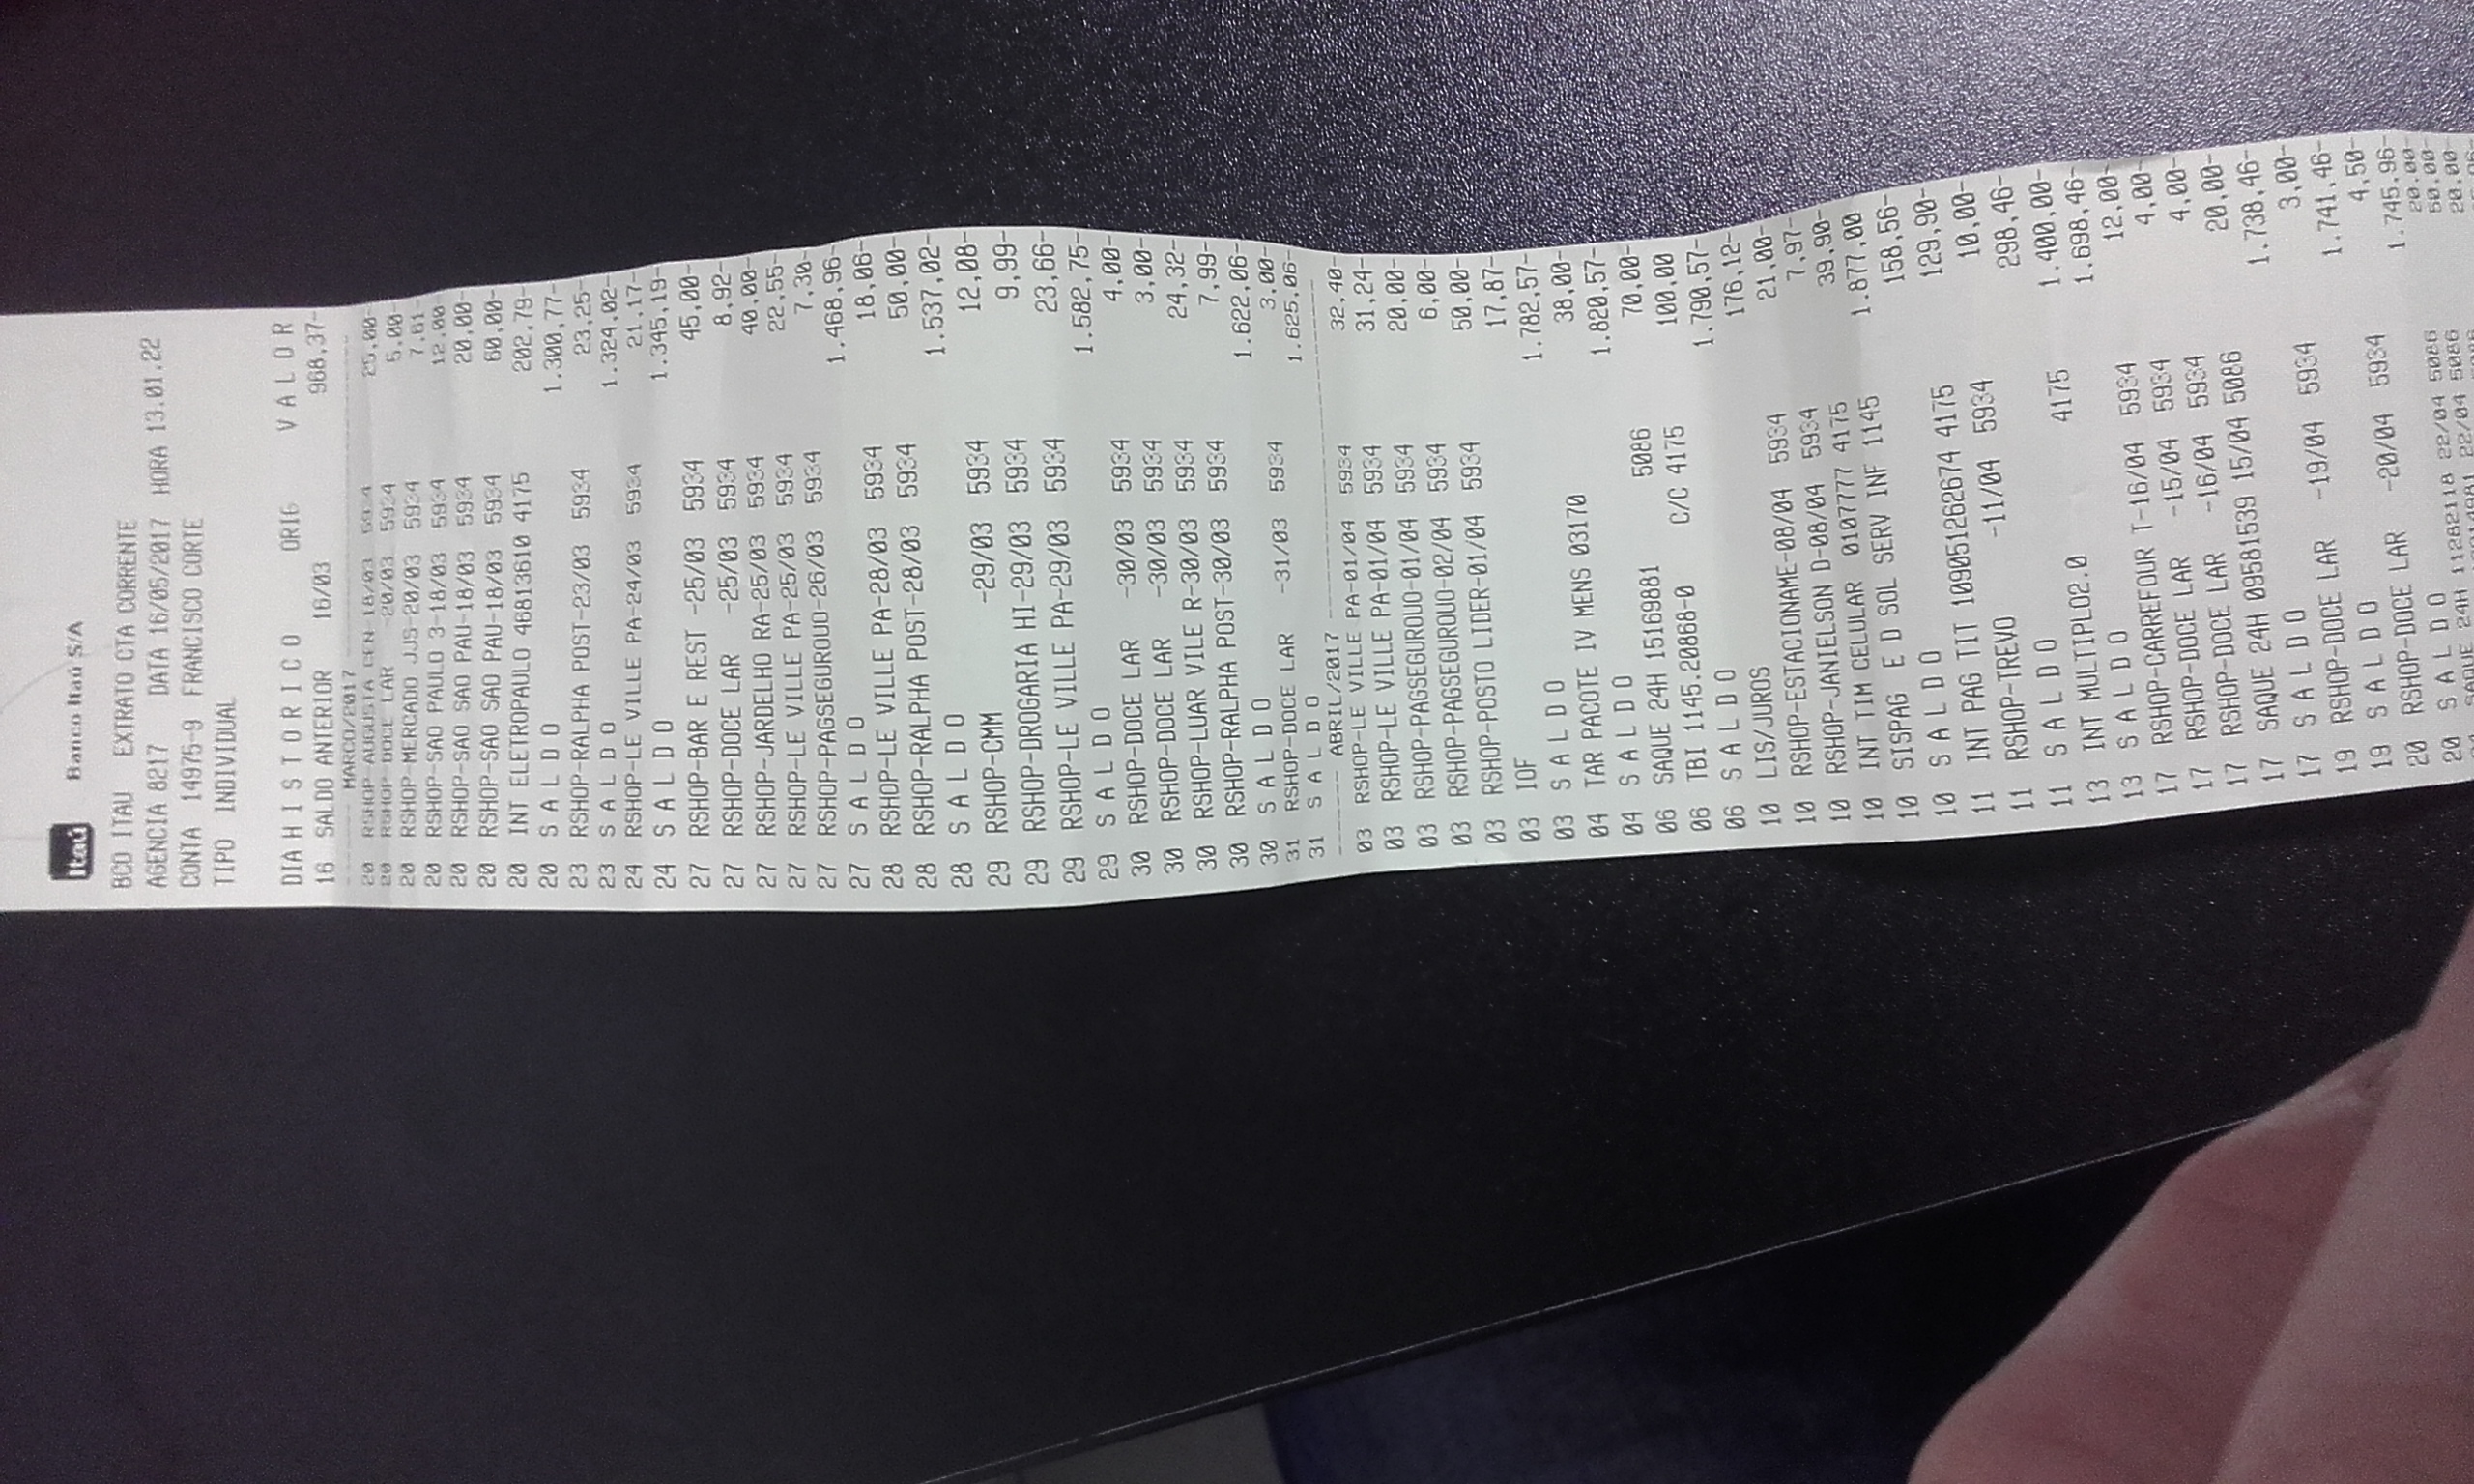 Itaú Banco Itaú S/A
BCO ITAU EXTRATO CTA CORRENTE
AGENCIA 8217 DATA 16/05/2017 HORA 13.01.22
CONTA 14975-9 FRANCISCO CORTE
TIPO INDIVIDUAL
DIA H I S T O R I C O ORIG V A L O R
16 SALDO ANTERIOR 16/03 968,37-
------- MARCO/2017 -------
20 RSHOP-AUGUSTA CEN-18/03 5934 25,00-
20 RSHOP-DOCE LAR -20/03 5934 5,00-
20 RSHOP-MERCADO JJS-20/03 5934 7,61-
20 RSHOP-SAO PAULO 3-18/03 5934 12,00-
20 RSHOP-SAO SAO PAU-18/03 5934 20,00-
20 RSHOP-SAO SAO PAU-18/03 5934 60,00-
20 INT ELETROPAULO 46813610 4175 202,79-
20 S A L D O 1.300,77-
23 RSHOP-RALPHA POST-23/03 5934 23,25-
23 S A L D O 1.324,02-
24 RSHOP-LE VILLE PA-24/03 5934 21,17-
24 S A L D O 1.345,19-
27 RSHOP-BAR E REST -25/03 5934 45,00-
27 RSHOP-DOCE LAR -25/03 5934 8,92-
27 RSHOP-JARDELHO RA-25/03 5934 40,00-
27 RSHOP-LE VILLE PA-25/03 5934 22,55-
27 RSHOP-PAGSEGUROUO-26/03 5934 7,30-
27 S A L D O 1.468,96-
28 RSHOP-LE VILLE PA-28/03 5934 18,06-
28 RSHOP-RALPHA POST-28/03 5934 50,00-
28 S A L D O 1.537,02-
29 RSHOP-CMM -29/03 5934 12,08-
29 RSHOP-DROGARIA HI-29/03 5934 9,99-
29 RSHOP-LE VILLE PA-29/03 5934 23,66-
29 S A L D O 1.582,75-
30 RSHOP-DOCE LAR -30/03 5934 4,00-
30 RSHOP-DOCE LAR -30/03 5934 3,00-
30 RSHOP-LUAR VILE R-30/03 5934 24,32-
30 RSHOP-RALPHA POST-30/03 5934 7,99-
30 S A L D O 1.622,06-
31 RSHOP-DOCE LAR -31/03 5934 3,00-
31 S A L D O 1.625,06-
------- ABRIL/2017 -------
03 RSHOP-LE VILLE PA-01/04 5934 32,40-
03 RSHOP-LE VILLE PA-01/04 5934 31,24-
03 RSHOP-PAGSEGUROUO-01/04 5934 20,00-
03 RSHOP-PAGSEGUROUO-02/04 5934 6,00-
03 RSHOP-POSTO LIDER-01/04 5934 50,00-
03 IOF 17,87-
03 S A L D O 1.782,57-
04 TAR PACOTE IV MENS 03170 38,00-
04 S A L D O 1.820,57-
06 SAQUE 24H 15169881 5086 70,00-
06 TBI 1145.20868-0 C/C 4175 100,00
06 S A L D O 1.790,57-
10 LIS/JUROS 176,12-
10 RSHOP-ESTACIONAME-08/04 5934 21,00-
10 RSHOP-JANIELSON D-08/04 5934 7,97-
10 INT TIM CELULAR 0107777 4175 39,90-
10 SISPAG E D SOL SERV INF 1145 1.877,00
10 S A L D O 158,56-
11 INT PAG TIT 109051262674 4175 129,90-
11 RSHOP-TREVO -11/04 5934 10,00-
11 S A L D O 298,46-
13 INT MULTIPLO2.0 4175 1.400,00-
13 S A L D O 1.698,46-
17 RSHOP-CARREFOUR T-16/04 5934 12,00-
17 RSHOP-DOCE LAR -15/04 5934 4,00-
17 RSHOP-DOCE LAR -16/04 5934 4,00-
17 SAQUE 24H 09581539 15/04 5086 20,00-
17 S A L D O 1.738,46-
19 RSHOP-DOCE LAR -19/04 5934 3,00-
19 S A L D O 1.741,46-
20 RSHOP-DOCE LAR -20/04 5934 4,50-
20 S A L D O 1.745,96-
SAQUE 24H 11282118 22/04 5086 20,00-
22/04 5086 50,00-
20,00-